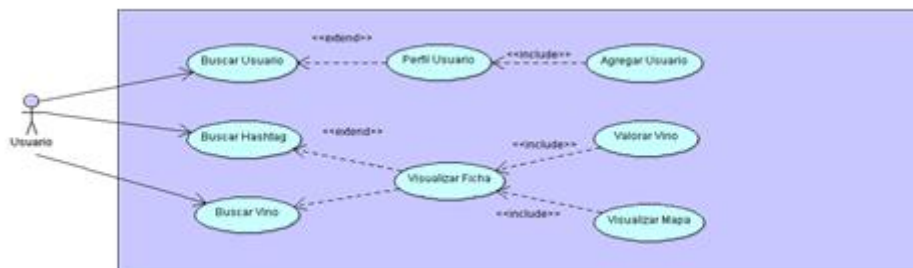 <<extend>>
Buscar Usuario
Perfil Usuario
<<include>>
Agregar Usuario
Usuario
Buscar Hashtag
<<extend>>
Visualizar Ficha
<<include>>
Valorar Vino
Buscar Vino
<<include>>
Visualizar Mapa